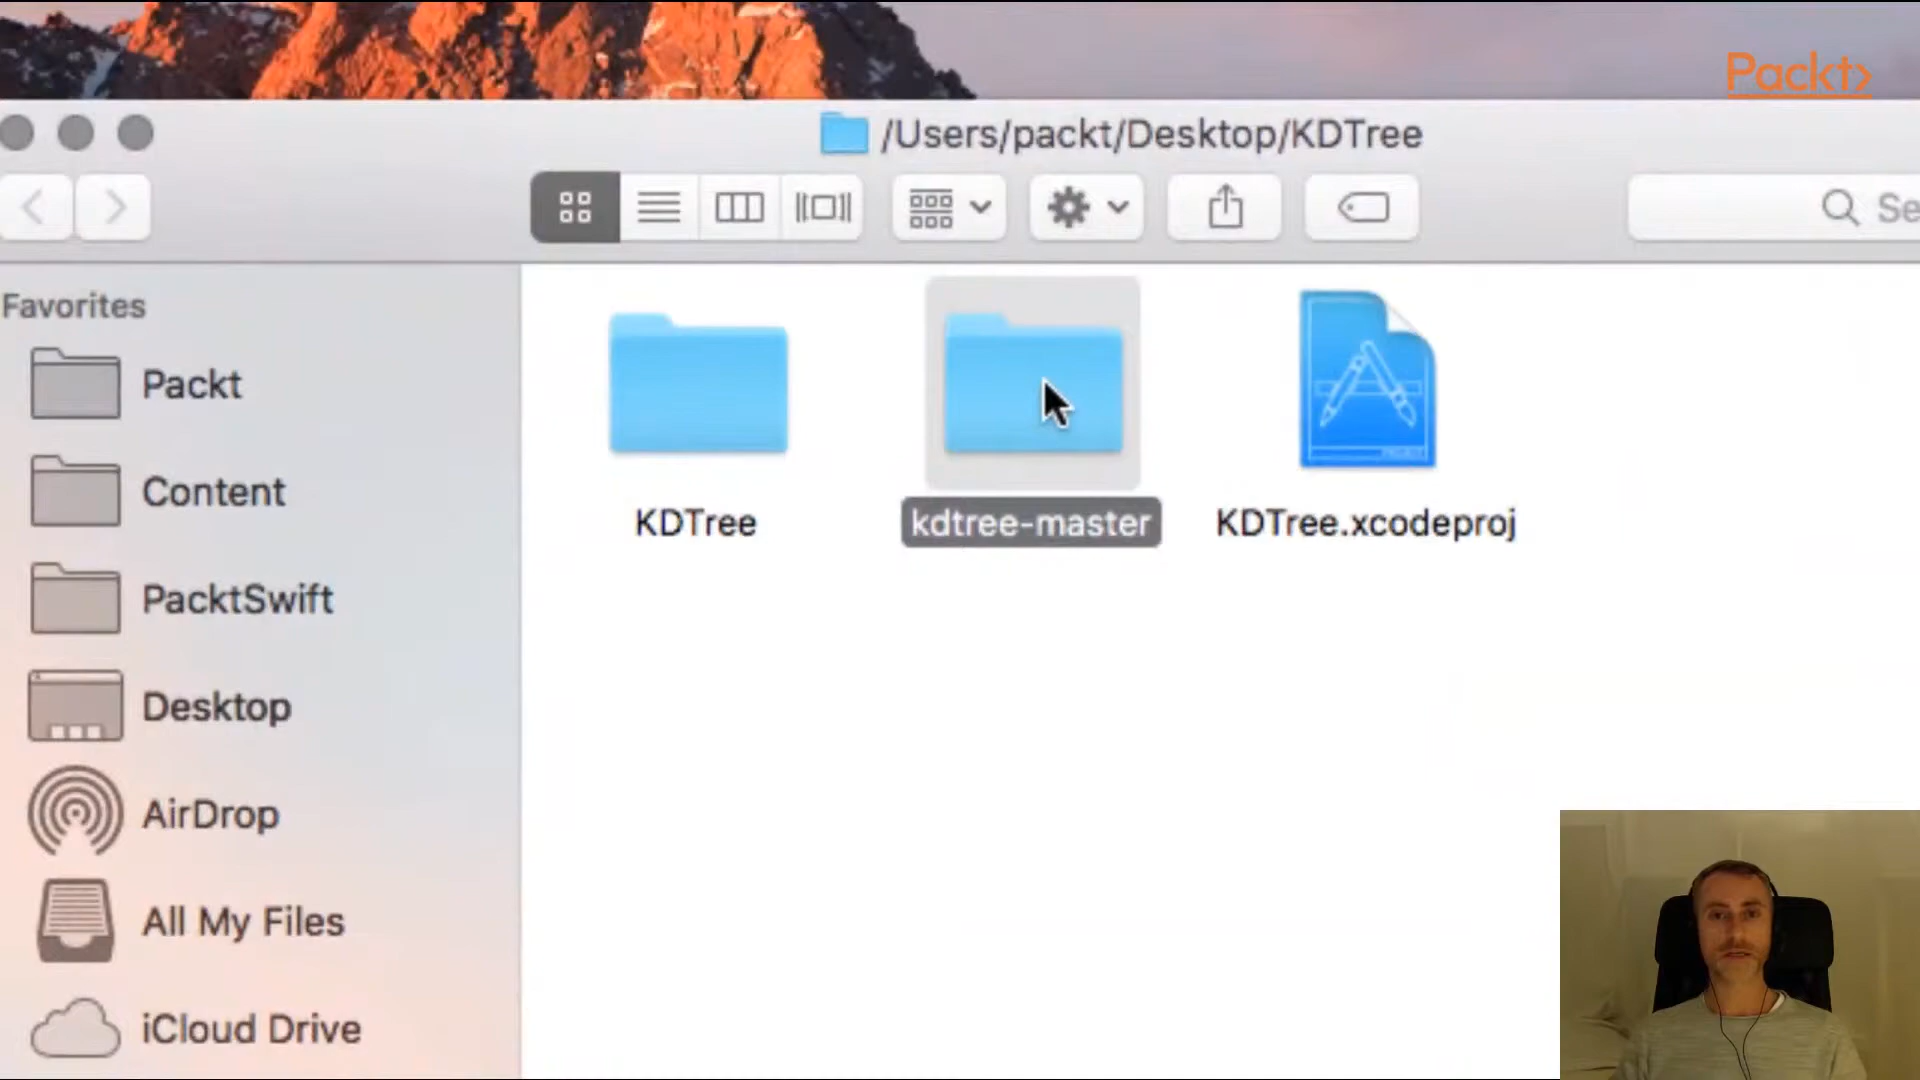 Packt>
/Users/packt/Desktop/KDTree
Se
Favorites
Packt
Content
PacktSwift
Desktop
AirDrop
All My Files
iCloud Drive
KDTree
kdtree-master
KDTree.xcodeproj